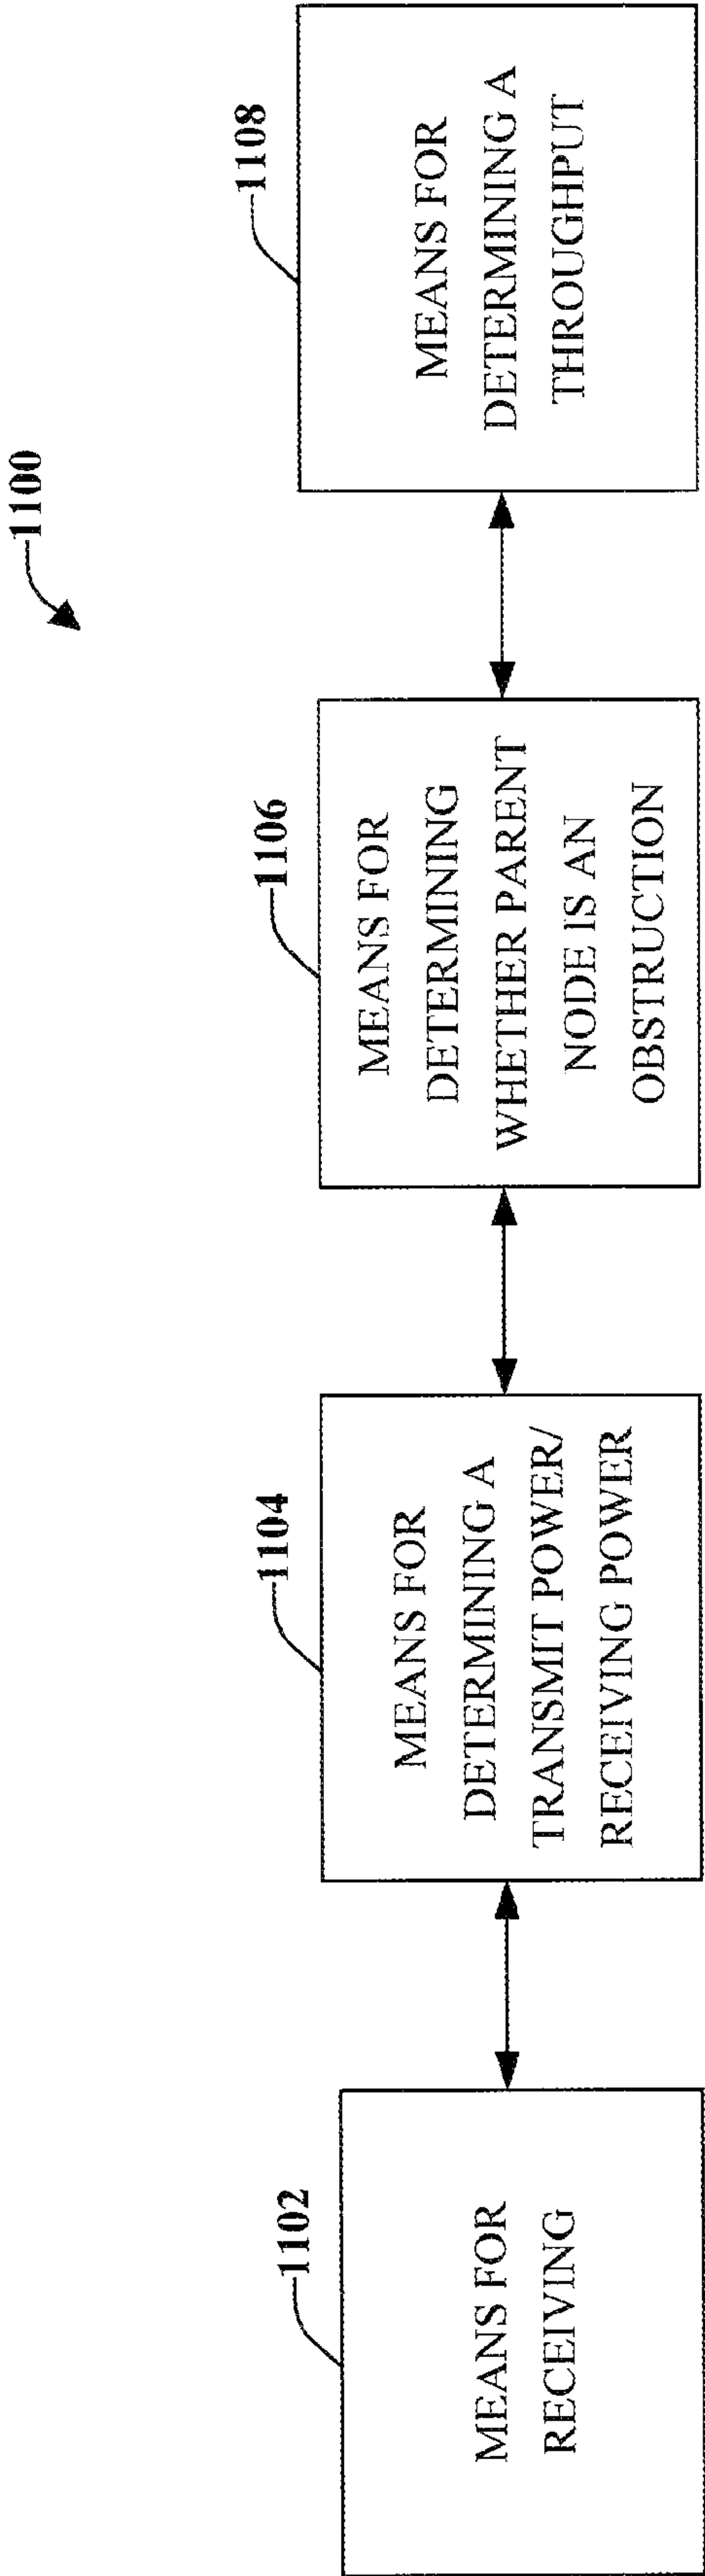 1100
1102
MEANS FOR
RECEIVING
1104
MEANS FOR
DETERMINING A
TRANSMIT POWER/
RECEIVING POWER
1106
MEANS FOR
DETERMINING
WHETHER PARENT
NODE IS AN
OBSTRUCTION
1108
MEANS FOR
DETERMINING A
THROUGHPUT